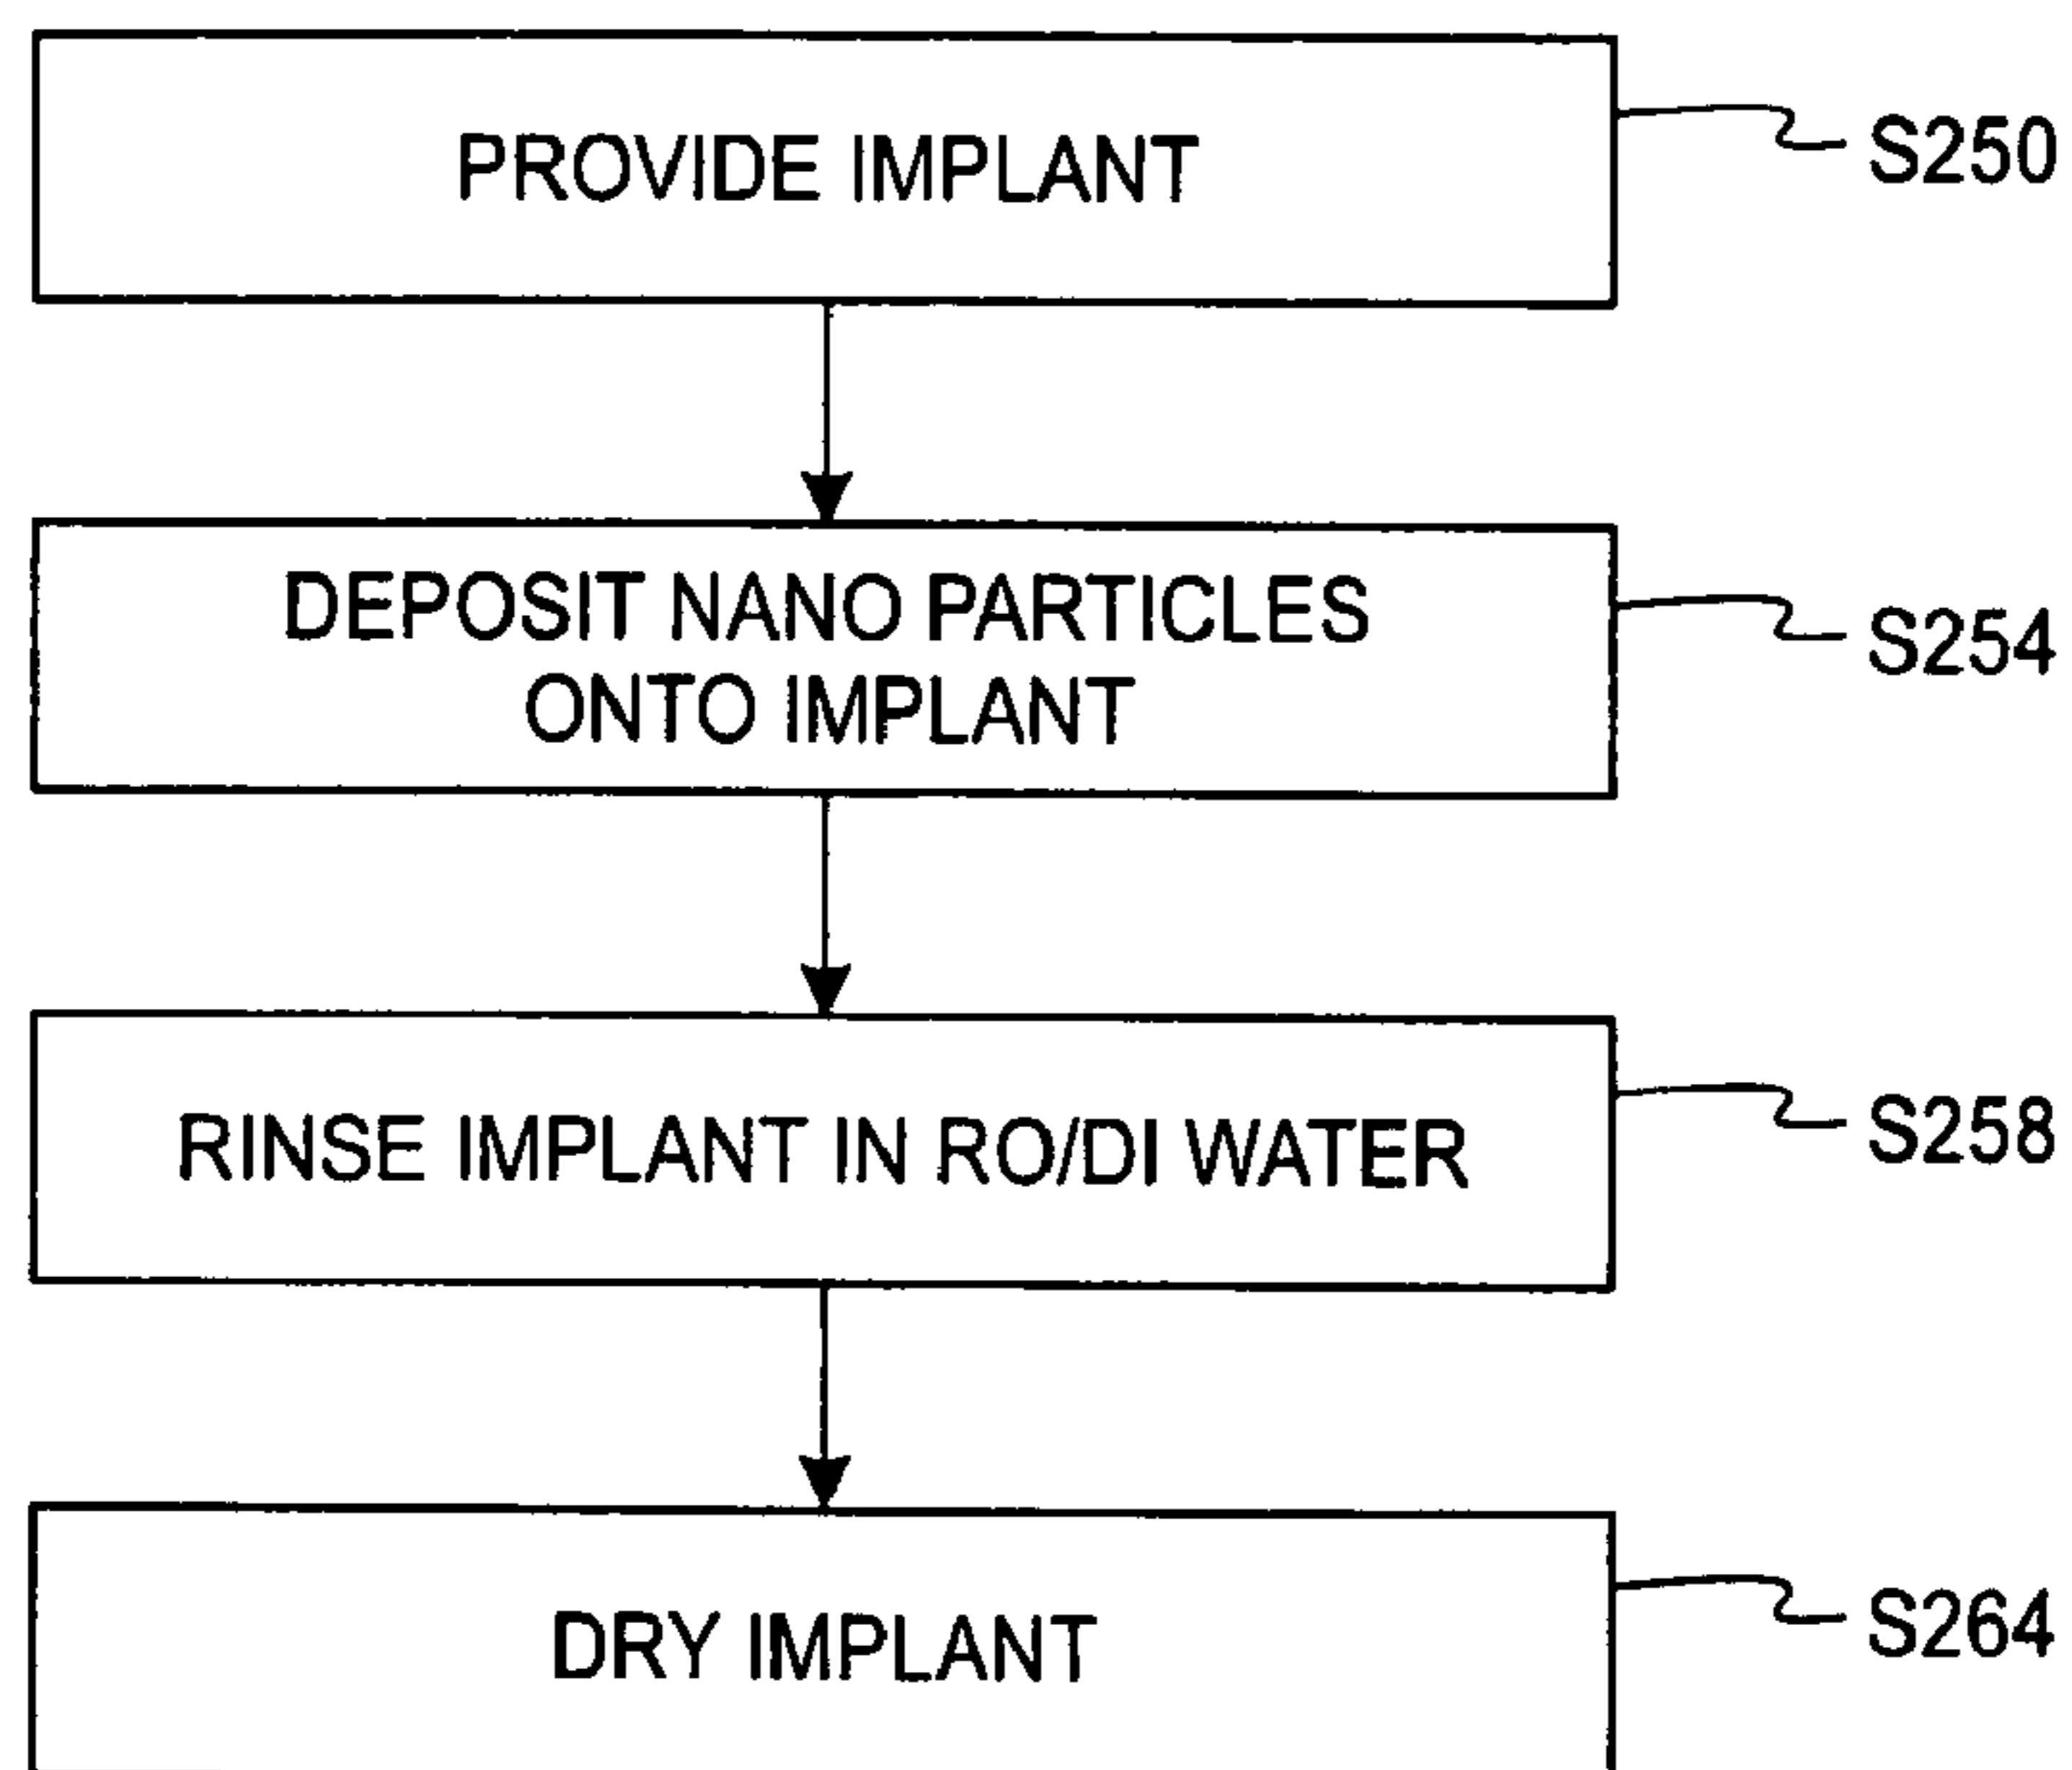 PROVIDE IMPLANT
S250
DEPOSIT NANO PARTICLES
ONTO IMPLANT
S254
RINSE IMPLANT IN RO/DI WATER
S258
DRY IMPLANT
S264